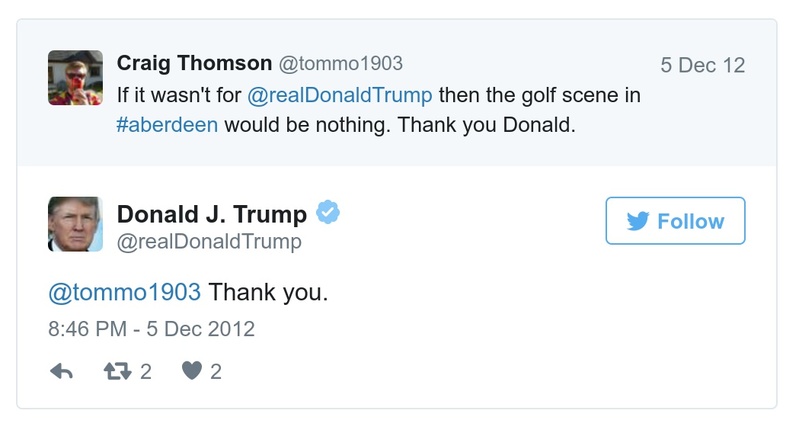 Craig Thomson @tommo1903 5 Dec 12
If it wasn't for @realDonaldTrump then the golf scene in
#aberdeen would be nothing. Thank you Donald.
Donald J. Trump
@realDonaldTrump
Follow
@tommo1903 Thank you.
8:46 PM - 5 Dec 2012
2 2